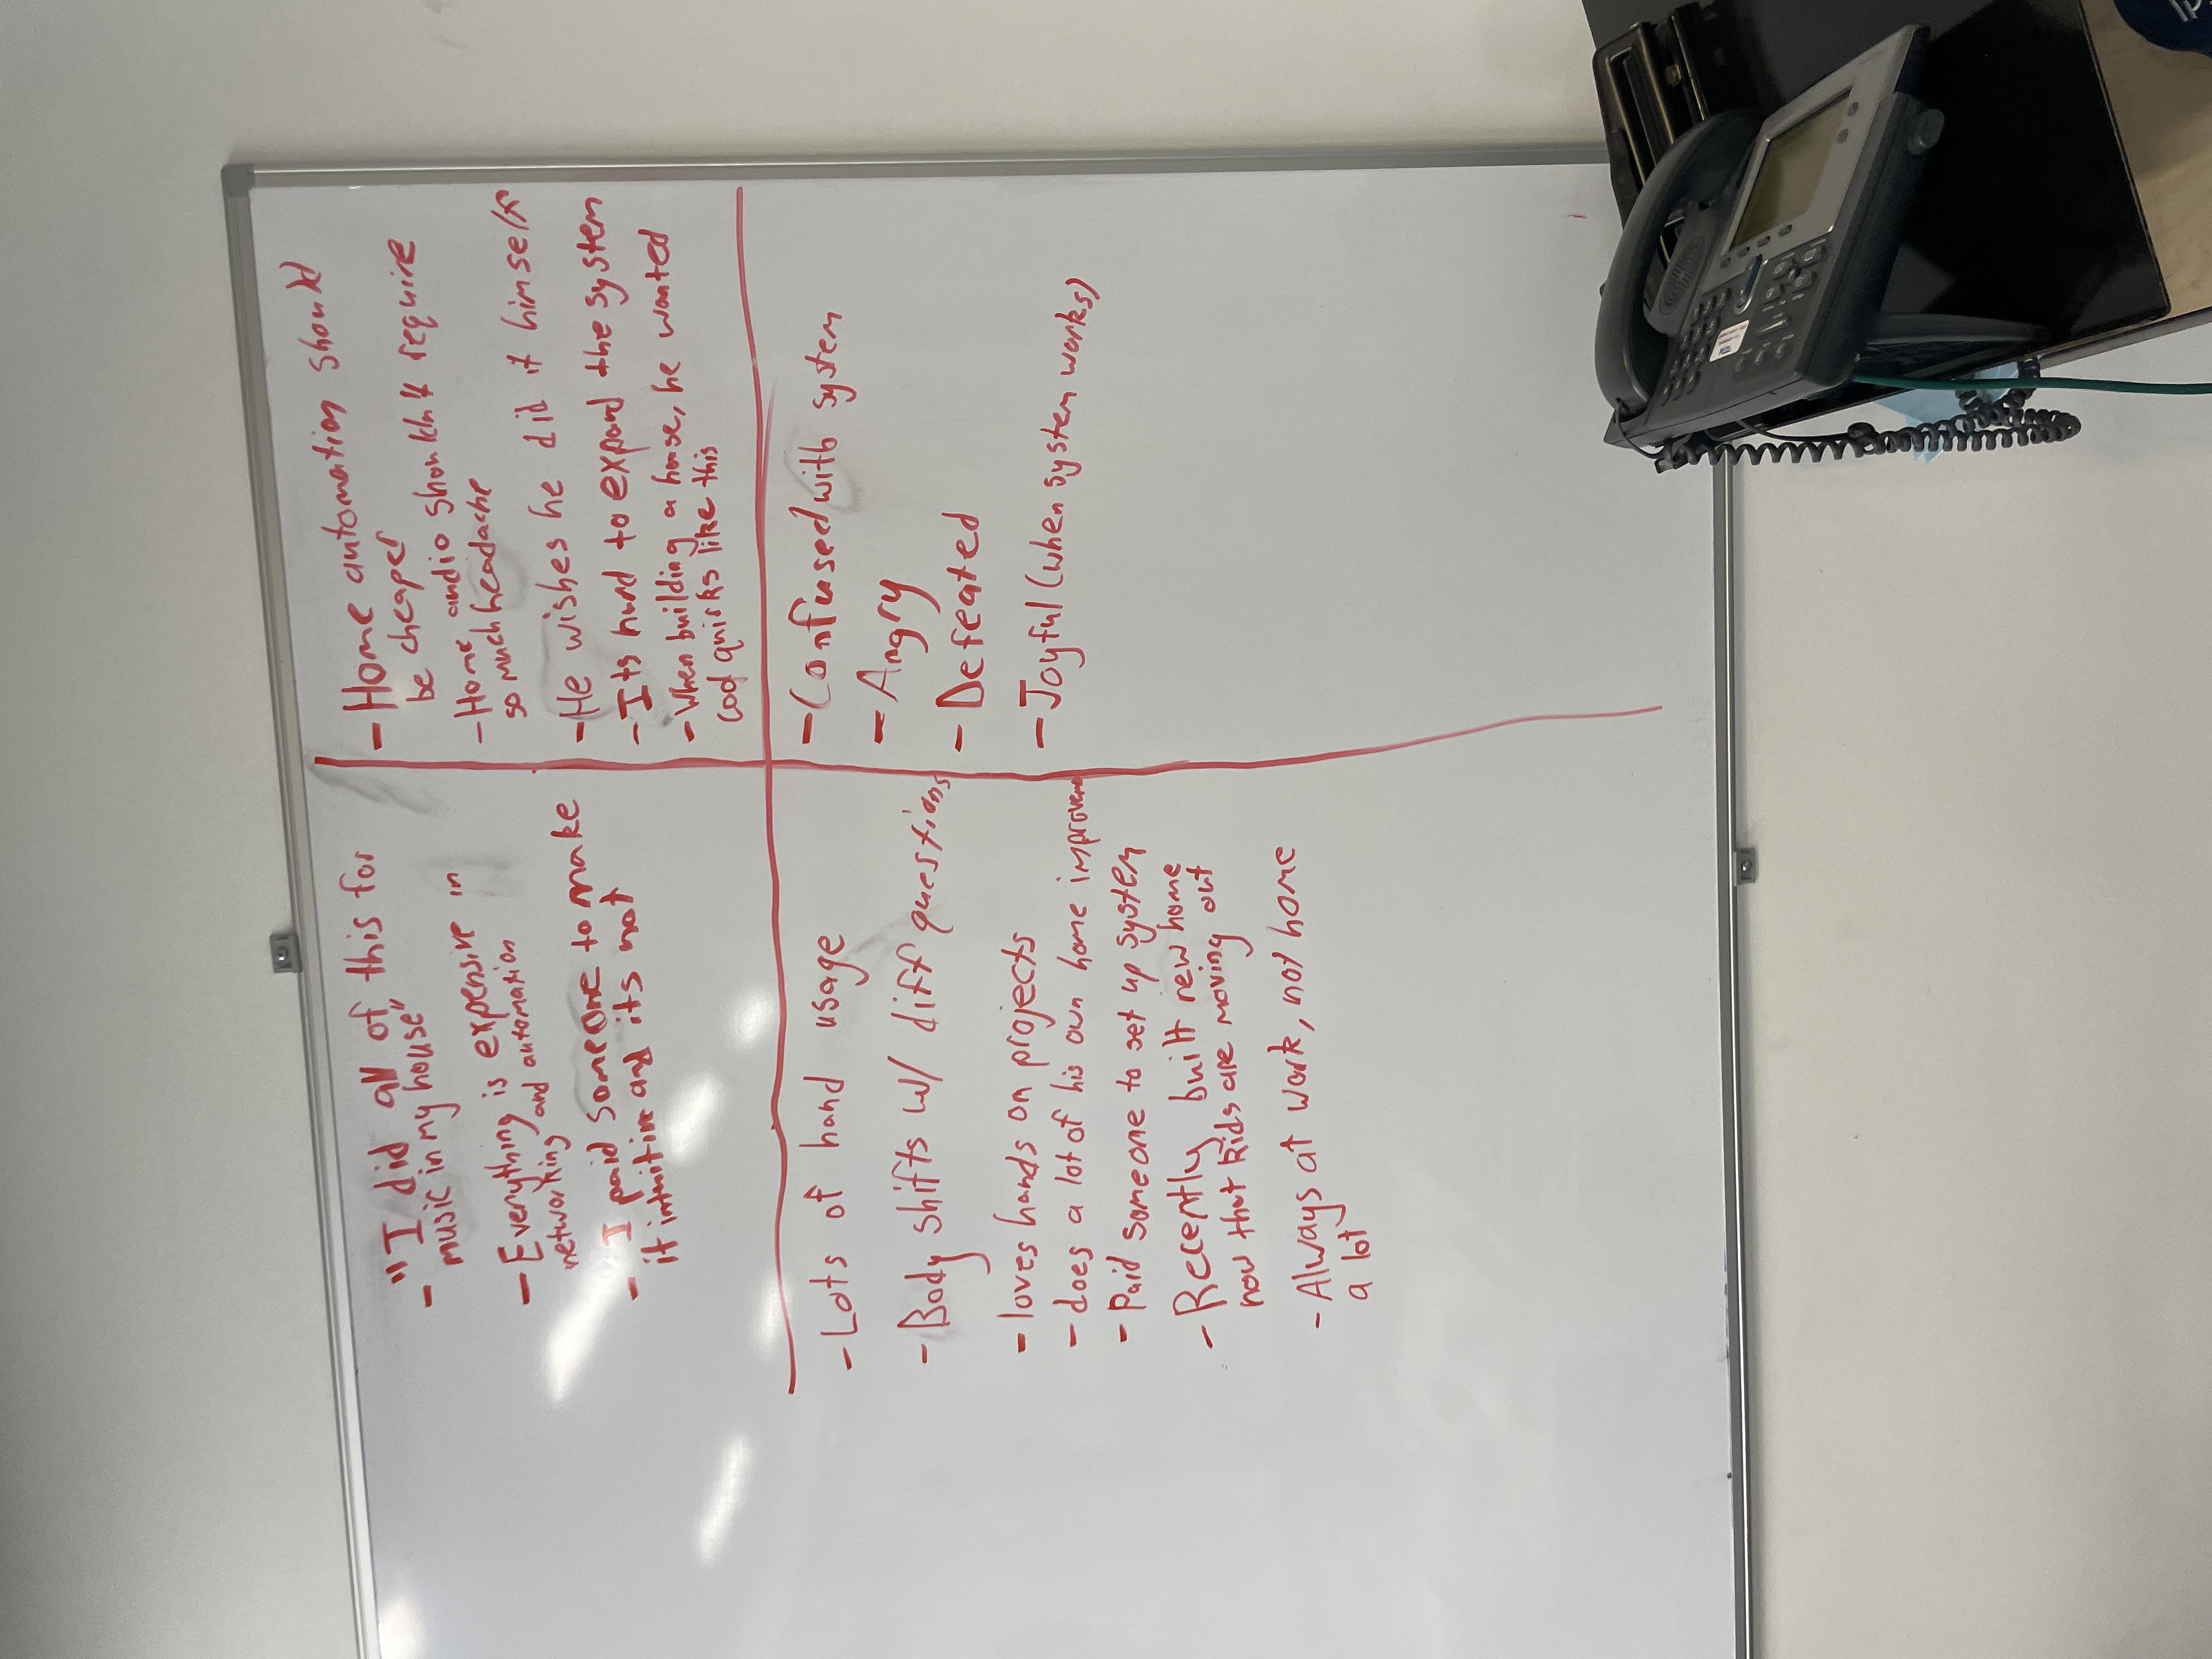 - "I did all of this for
music in my house"
- Everything is expensive in
networking and automation
- I paid someone to make
it intuitive and its not
- Home automation should
be cheaper
- Home audio shouldn't require
so much headache
- He wishes he did it himself
- Its hard to expand the system
- When building a house, he wanted
cool quirks like this
- Lots of hand usage
- Body shifts w/ diff questions
- loves hands on projects
- does a lot of his own home improveme
- Paid someone to set up system
- Recently built new home
now that kids are moving out
- Always at work, not home
a lot
- Confused with system
- Angry
- Defeated
- Joyful (when system works)